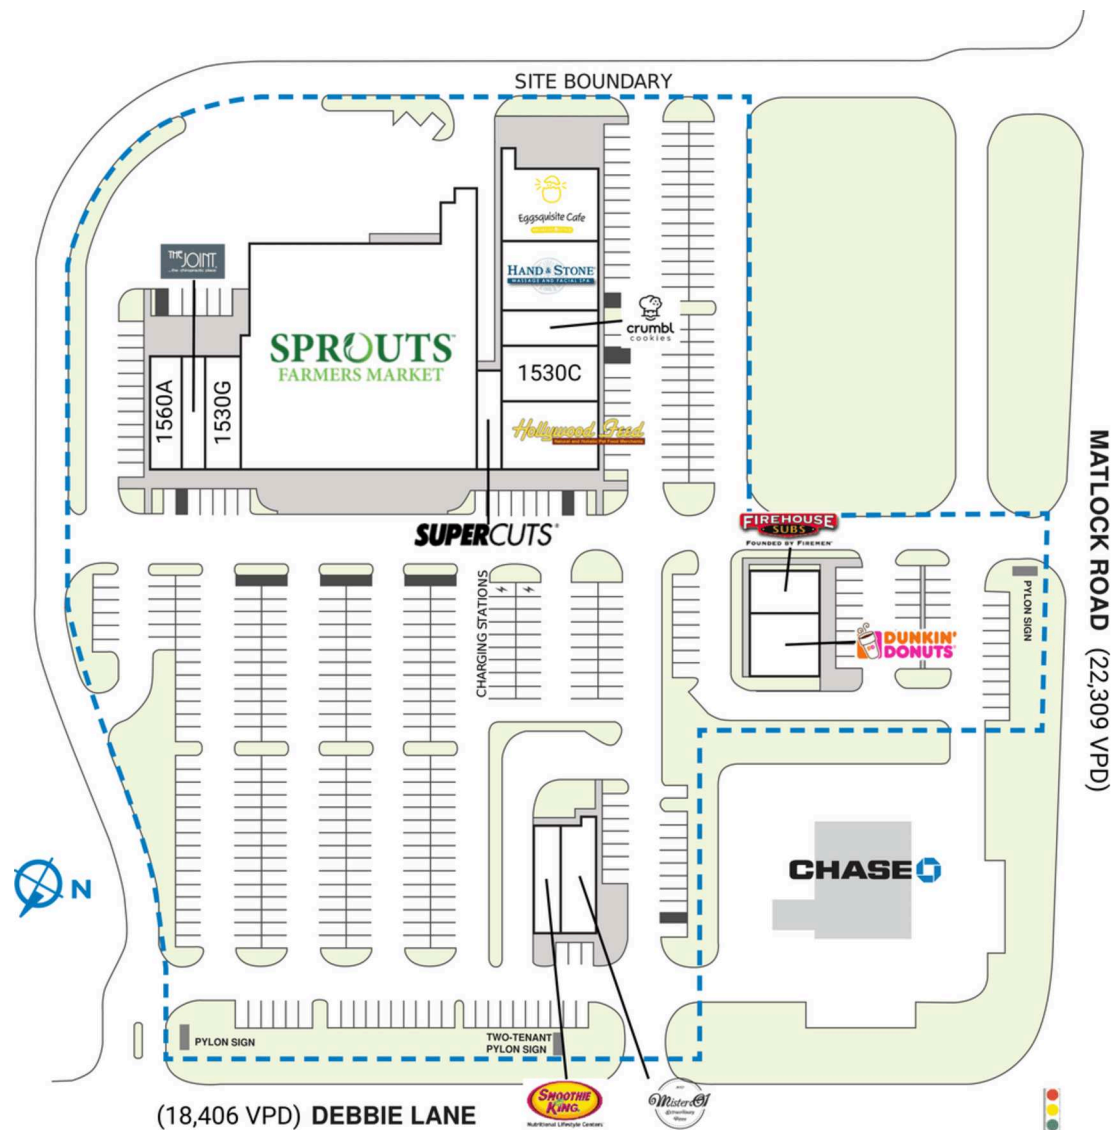 SITE BOUNDARY
Eggsquisite Cafe
THE JOINT
HAND & STONE
MASSAGE AND FACIAL SPA
crumbl
cookies
SPROUTS
FARMERS MARKET
1560A
1530G
1530C
Hollywood Feed
SUPERCUTS
FIREHOUSE
SUBS
FOUNDED BY FIREMEN
CHARGING STATIONS
DUNKIN'
DONUTS
PYLON SIGN
MATLOCK ROAD (22,309 VPD)
CHASE
N
PYLON SIGN
TWO-TENANT
PYLON SIGN
SMOOTHIE
KING
Nutritional Lifestyle Centers
Mister O1
Extraordinary
Pizza
(18,406 VPD) DEBBIE LANE